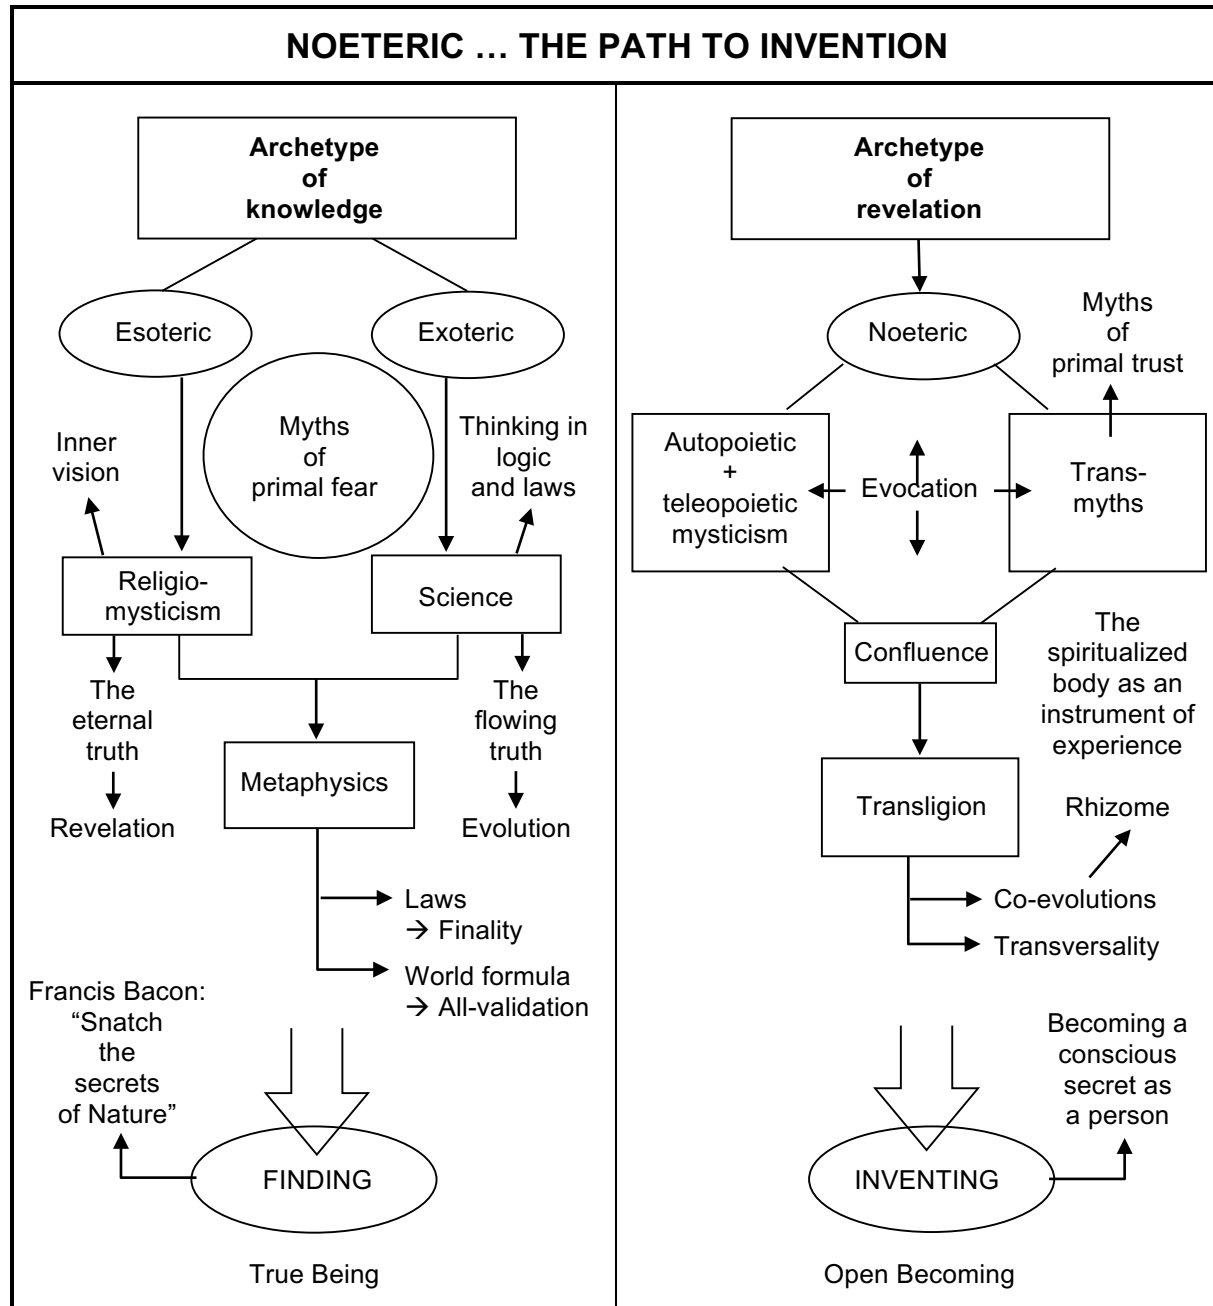 NOETERIC … THE PATH TO INVENTION
Archetype
of
knowledge
Esoteric
Exoteric
Myths
of
primal fear
Inner
vision
Thinking in
logic
and laws
Religio-
mysticism
Science
The
eternal
truth
The
flowing
truth
Metaphysics
Revelation
Evolution
Laws
→ Finality
World formula
→ All-validation
Francis Bacon:
“Snatch
the
secrets
of Nature”
FINDING
True Being
Archetype
of
revelation
Noeteric
Myths
of
primal trust
Autopoietic
+
teleopoietic
mysticism
Evocation
Trans-
myths
Confluence
The
spiritualized
body as an
instrument of
experience
Transligion
Rhizome
Co-evolutions
Transversality
Becoming a
conscious
secret as
a person
INVENTING
Open Becoming